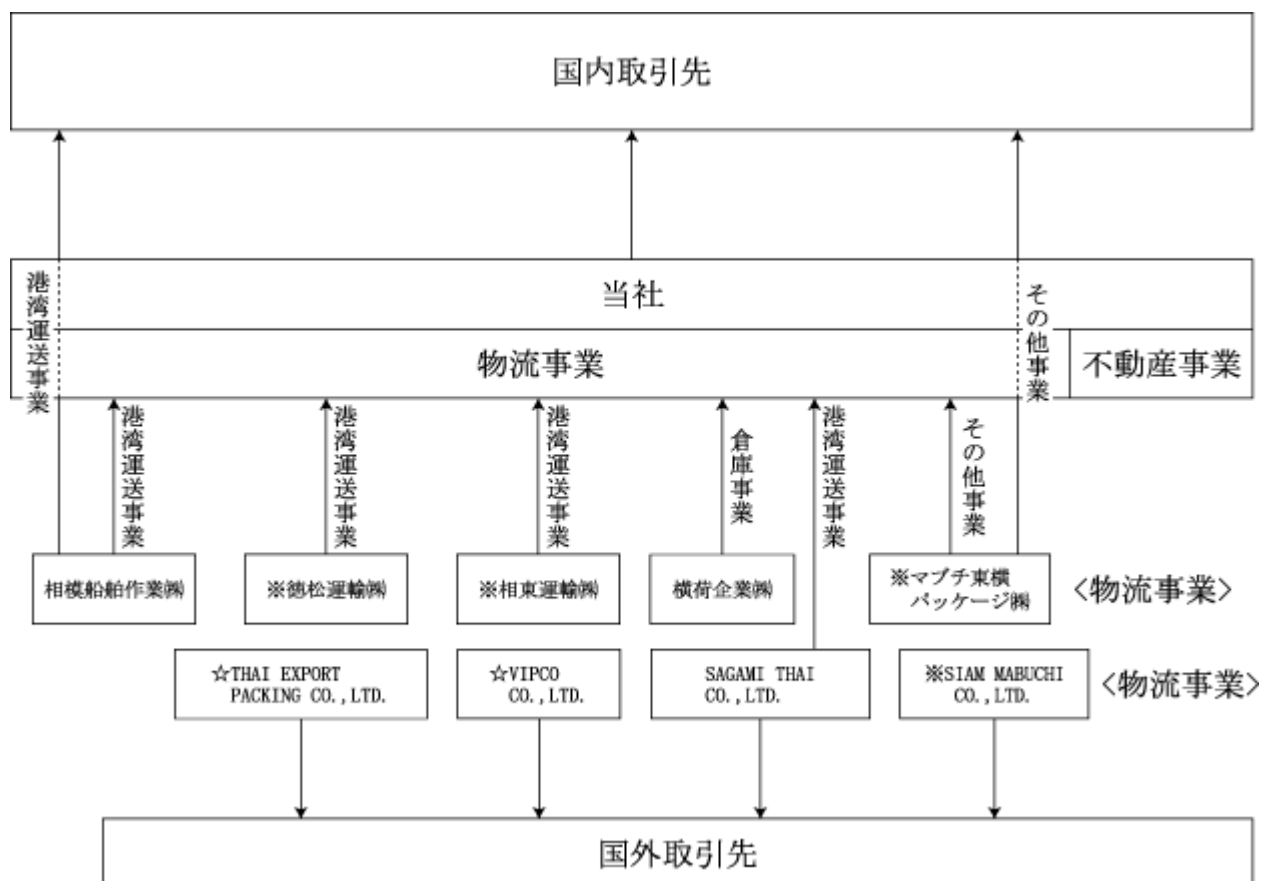 国内取引先
当社
物流事業
不動産事業
港湾運送事業
その他事業
港湾運送事業
港湾運送事業
港湾運送事業
倉庫事業
港湾運送事業
その他事業
相模船舶作業㈱
※徳松運輸㈱
※相東運輸㈱
横荷企業㈱
※マブチ東横
パッケージ㈱
<物流事業>
☆THAI EXPORT
PACKING CO.,LTD.
☆VIPCO
CO.,LTD.
SAGAMI THAI
CO.,LTD.
※SIAM MABUCHI
CO.,LTD.
<物流事業>
国外取引先